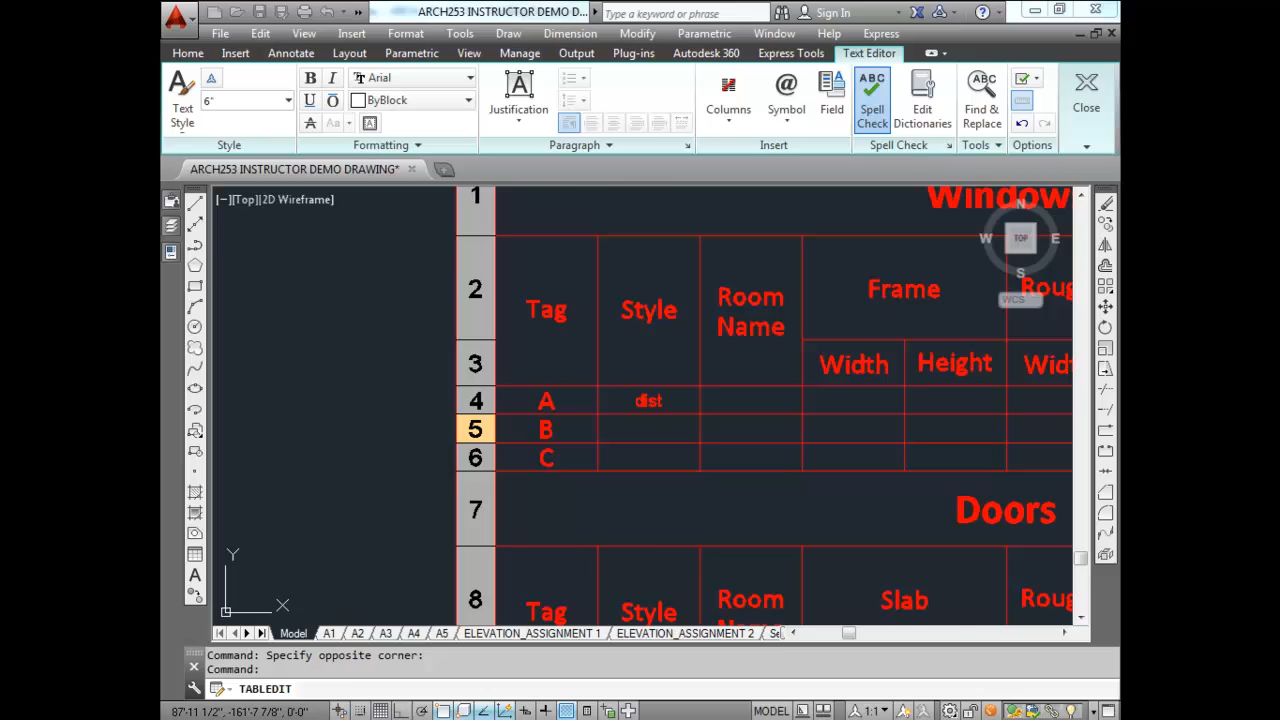 ARCH253 INSTRUCTOR DEMO D...
Type a keyword or phrase
Sign In
File Edit View Insert Format Tools Draw Dimension Modify Parametric Window Help Express
Home Insert Annotate Layout Parametric View Manage Output Plug-ins Autodesk 360 Express Tools Text Editor
Text Style
6"
Style
B I
Arial
U O
ByBlock
A Aa
Formatting
Justification
Paragraph
Columns Symbol Field
Insert
ABC
Spell Check
Edit Dictionaries
Spell Check
ABC
Find & Replace
Tools
Options
Close
ARCH253 INSTRUCTOR DEMO DRAWING*
[−][Top][2D Wireframe]
N
W TOP E
S
WCS
1 Window
2 Tag Style Room Name Frame Roug
3 Width Height Widt
4 A dist
5 B
6 C
7 Doors
8 Tag Style Room Slab Roug
Y
X
Model A1 A2 A3 A4 A5 ELEVATION_ASSIGNMENT 1 ELEVATION_ASSIGNMENT 2 Se
Command: Specify opposite corner:
Command:
TABLEDIT
87'-11 1/2", -161'-7 7/8", 0'-0"
MODEL
1:1